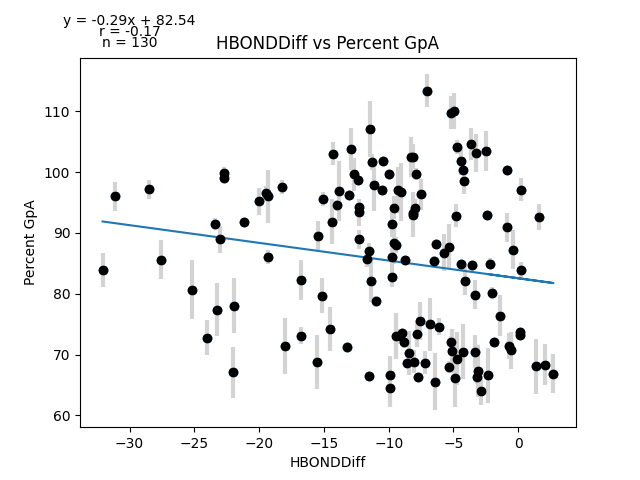 y = -0.29x + 82.54
r = -0.17
n = 130
HBONDDiff vs Percent GpA
Percent GpA
110
100
90
80
70
60
−30
−25
−20
−15
−10
−5
0
HBONDDiff